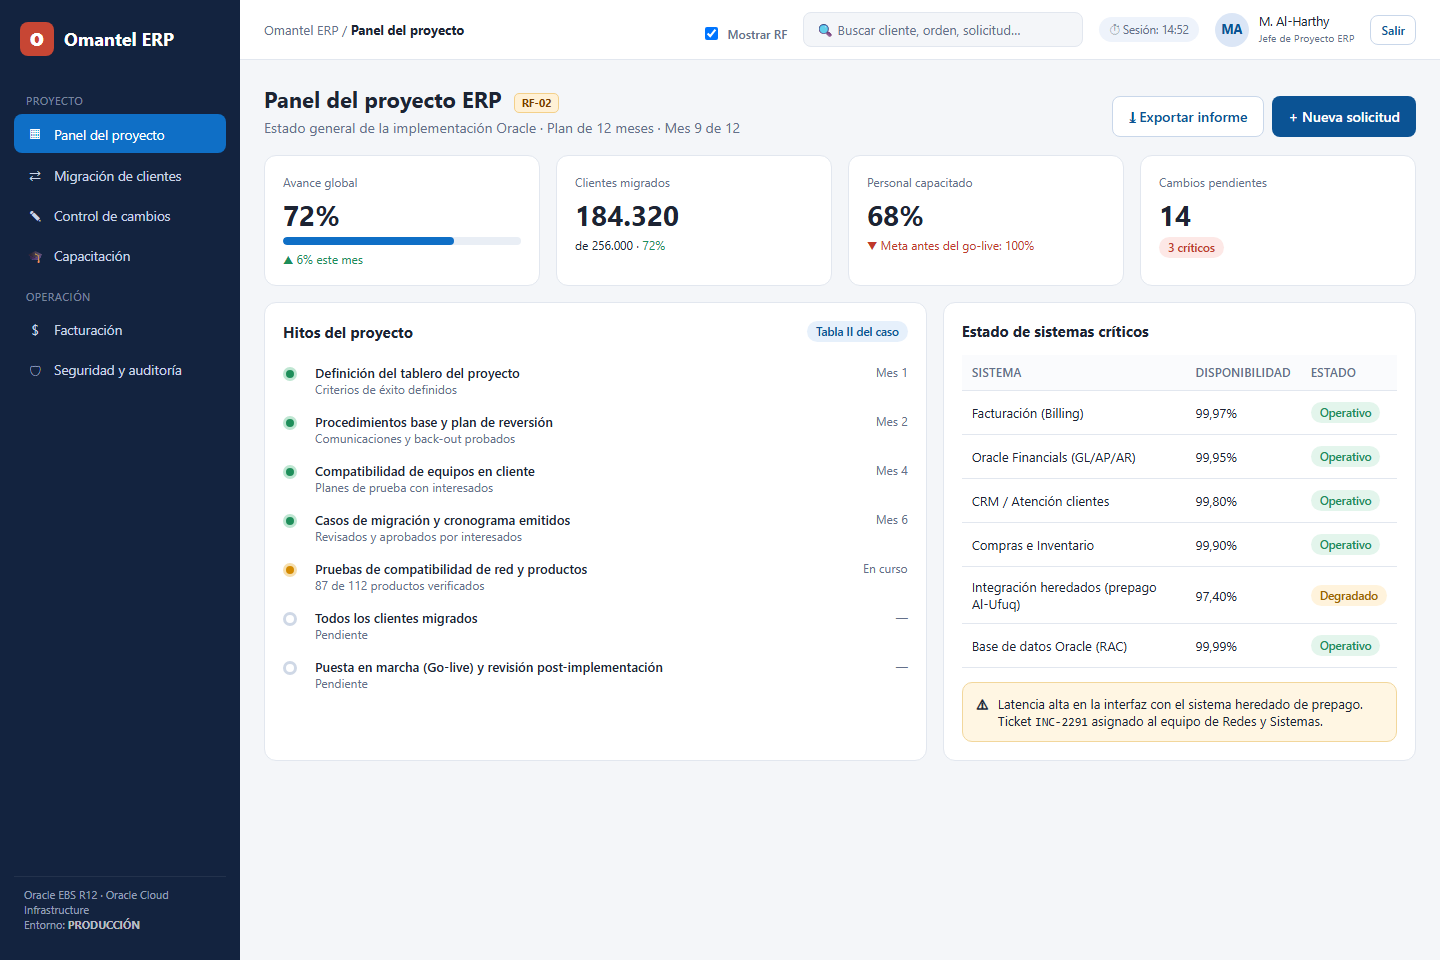 O Omantel ERP
PROYECTO
Panel del proyecto
Migración de clientes
Control de cambios
Capacitación
OPERACIÓN
$ Facturación
Seguridad y auditoría
Oracle EBS R12 · Oracle Cloud
Infrastructure
Entorno: PRODUCCIÓN
Omantel ERP / Panel del proyecto
Mostrar RF
Buscar cliente, orden, solicitud...
Sesión: 14:52
MA
M. Al-Harthy
Jefe de Proyecto ERP
Salir
Panel del proyecto ERP RF-02
Estado general de la implementación Oracle · Plan de 12 meses · Mes 9 de 12
⤓ Exportar informe
+ Nueva solicitud
Avance global
72%
▲ 6% este mes
Clientes migrados
184.320
de 256.000 · 72%
Personal capacitado
68%
▼ Meta antes del go-live: 100%
Cambios pendientes
14
3 críticos
Hitos del proyecto Tabla II del caso
Definición del tablero del proyecto Mes 1
Criterios de éxito definidos
Procedimientos base y plan de reversión Mes 2
Comunicaciones y back-out probados
Compatibilidad de equipos en cliente Mes 4
Planes de prueba con interesados
Casos de migración y cronograma emitidos Mes 6
Revisados y aprobados por interesados
Pruebas de compatibilidad de red y productos En curso
87 de 112 productos verificados
Todos los clientes migrados —
Pendiente
Puesta en marcha (Go-live) y revisión post-implementación —
Pendiente
Estado de sistemas críticos
SISTEMA DISPONIBILIDAD ESTADO
Facturación (Billing) 99,97% Operativo
Oracle Financials (GL/AP/AR) 99,95% Operativo
CRM / Atención clientes 99,80% Operativo
Compras e Inventario 99,90% Operativo
Integración heredados (prepago
Al-Ufuq) 97,40% Degradado
Base de datos Oracle (RAC) 99,99% Operativo
⚠ Latencia alta en la interfaz con el sistema heredado de prepago.
Ticket INC-2291 asignado al equipo de Redes y Sistemas.